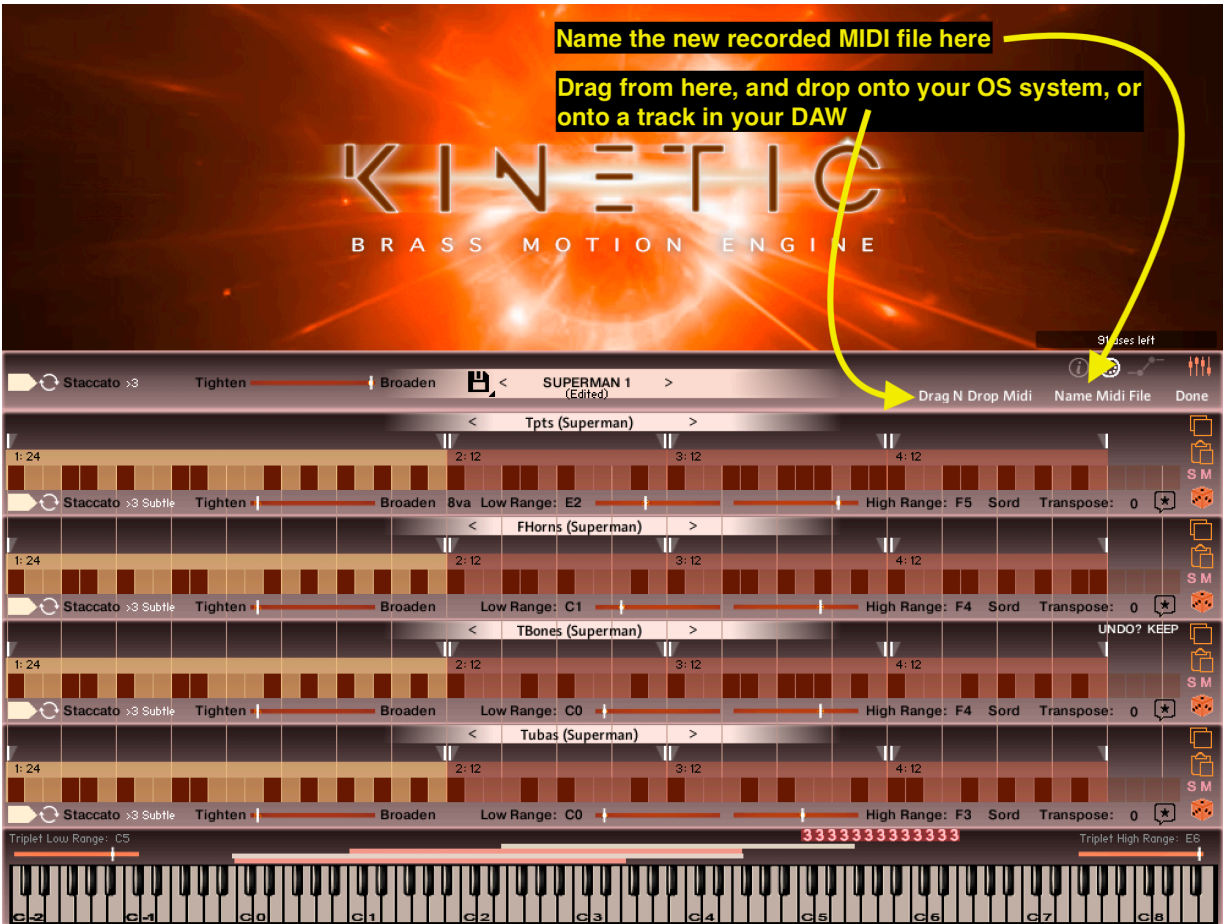 Name the new recorded MIDI file here
Drag from here, and drop onto your OS system, or
onto a track in your DAW
KINETIC
BRASS MOTION ENGINE
uses left
Staccato >3 Tighten Broaden < SUPERMAN 1 >
(Edited)
Drag N Drop Midi Name Midi File Done
< Tpts (Superman) >
1: 24 2: 12 3: 12 4: 12
S M
Staccato >3 Subtle Tighten Broaden 8va Low Range: E2 High Range: F5 Sord Transpose: 0
< FHorns (Superman) >
1: 24 2: 12 3: 12 4: 12
S M
Staccato >3 Subtle Tighten Broaden Low Range: C1 High Range: F4 Sord Transpose: 0
< TBones (Superman) > UNDO? KEEP
1: 24 2: 12 3: 12 4: 12
S M
Staccato >3 Subtle Tighten Broaden Low Range: C0 High Range: F4 Sord Transpose: 0
< Tubas (Superman) >
1: 24 2: 12 3: 12 4: 12
S M
Staccato >3 Subtle Tighten Broaden Low Range: C0 High Range: F3 Sord Transpose: 0
Triplet Low Range: C5 3333333333333 Triplet High Range: E6
C-2 C-1 C0 C1 C2 C3 C4 C5 C6 C7 C8